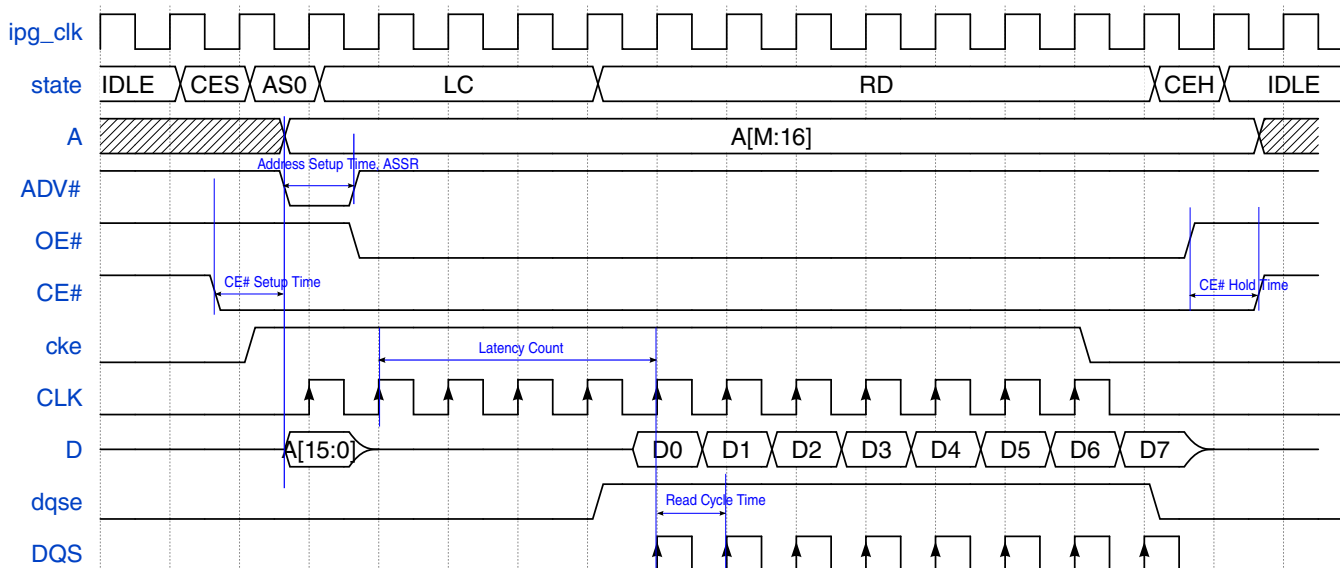 ipg_clk
state IDLE CES AS0 LC RD CEH IDLE
A A[M:16]
Address Setup Time, ASSR
ADV#
OE#
CE# CE# Setup Time CE# Hold Time
cke Latency Count
CLK
D A[15:0] D0 D1 D2 D3 D4 D5 D6 D7
dqse Read Cycle Time
DQS